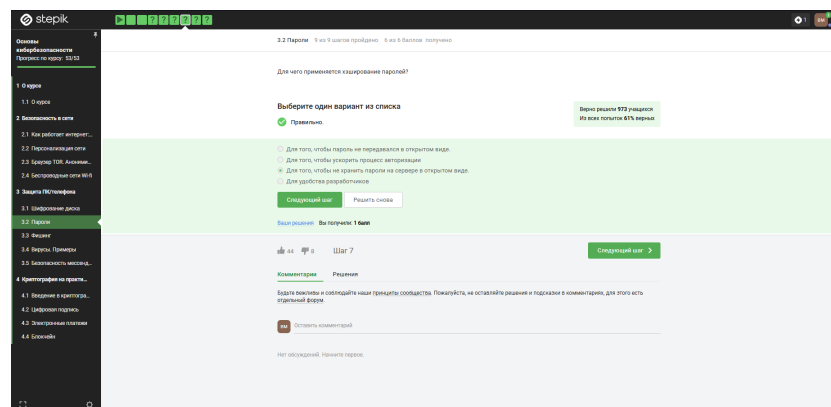 stepik
1
ВМ
Основы
кибербезопасности
Прогресс по курсу: 53/53
1 О курсе
1.1 О курсе
2 Безопасность в сети
2.1 Как работает интернет:...
2.2 Персонализация сети
2.3 Браузер TOR. Аноними...
2.4 Беспроводные сети Wi-fi
3 Защита ПК/телефона
3.1 Шифрование диска
3.2 Пароли
3.3 Фишинг
3.4 Вирусы. Примеры
3.5 Безопасность мессенд...
4 Криптография на практи...
4.1 Введение в криптогра...
4.2 Цифровая подпись
4.3 Электронные платежи
4.4 Блокчейн
3.2 Пароли 9 из 9 шагов пройдено 6 из 6 баллов получено
Для чего применяется хэширование паролей?
Выберите один вариант из списка
Правильно.
Верно решили 973 учащихся
Из всех попыток 61% верных
Для того, чтобы пароль не передавался в открытом виде.
Для того, чтобы ускорить процесс авторизации
Для того, чтобы не хранить пароли на сервере в открытом виде.
Для удобства разработчиков
Следующий шаг
Решить снова
Ваши решения Вы получили: 1 балл
44
Шаг 7
Следующий шаг
Комментарии Решения
Будьте вежливы и соблюдайте наши принципы сообщества. Пожалуйста, не оставляйте решения и подсказки в комментариях, для этого есть
отдельный форум.
ВМ Оставить комментарий
Нет обсуждений. Начните первое.